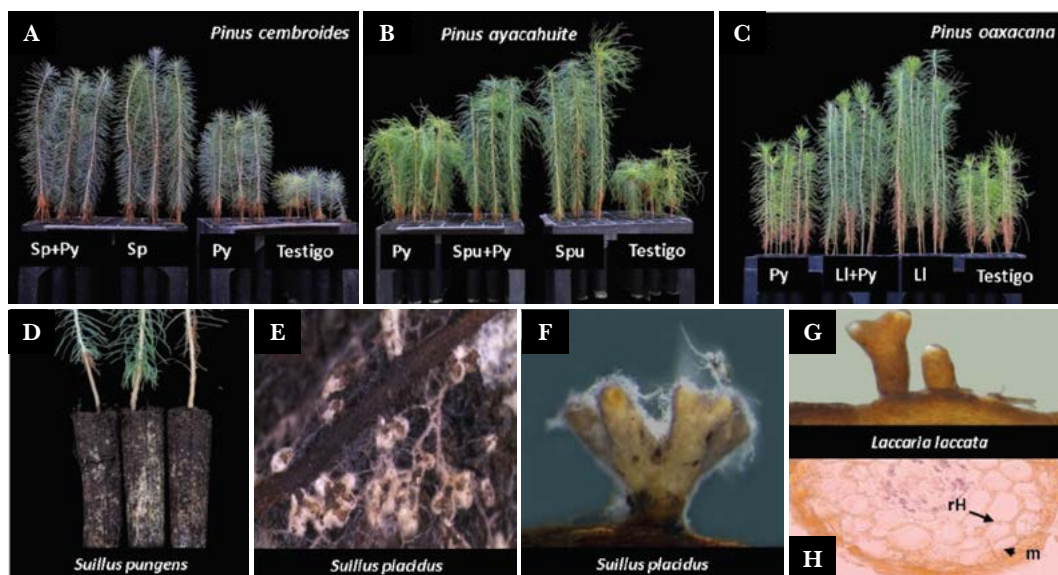 A
Pinus cembroides
Sp+Py Sp Py Testigo
B
Pinus ayacahuite
Py Spu+Py Spu Testigo
C
Pinus oaxacana
Py Ll+Py Ll Testigo
D
Suillus pungens
E
Suillus placidus
F
Suillus placidus
G
Laccaria laccata
rH
m
H